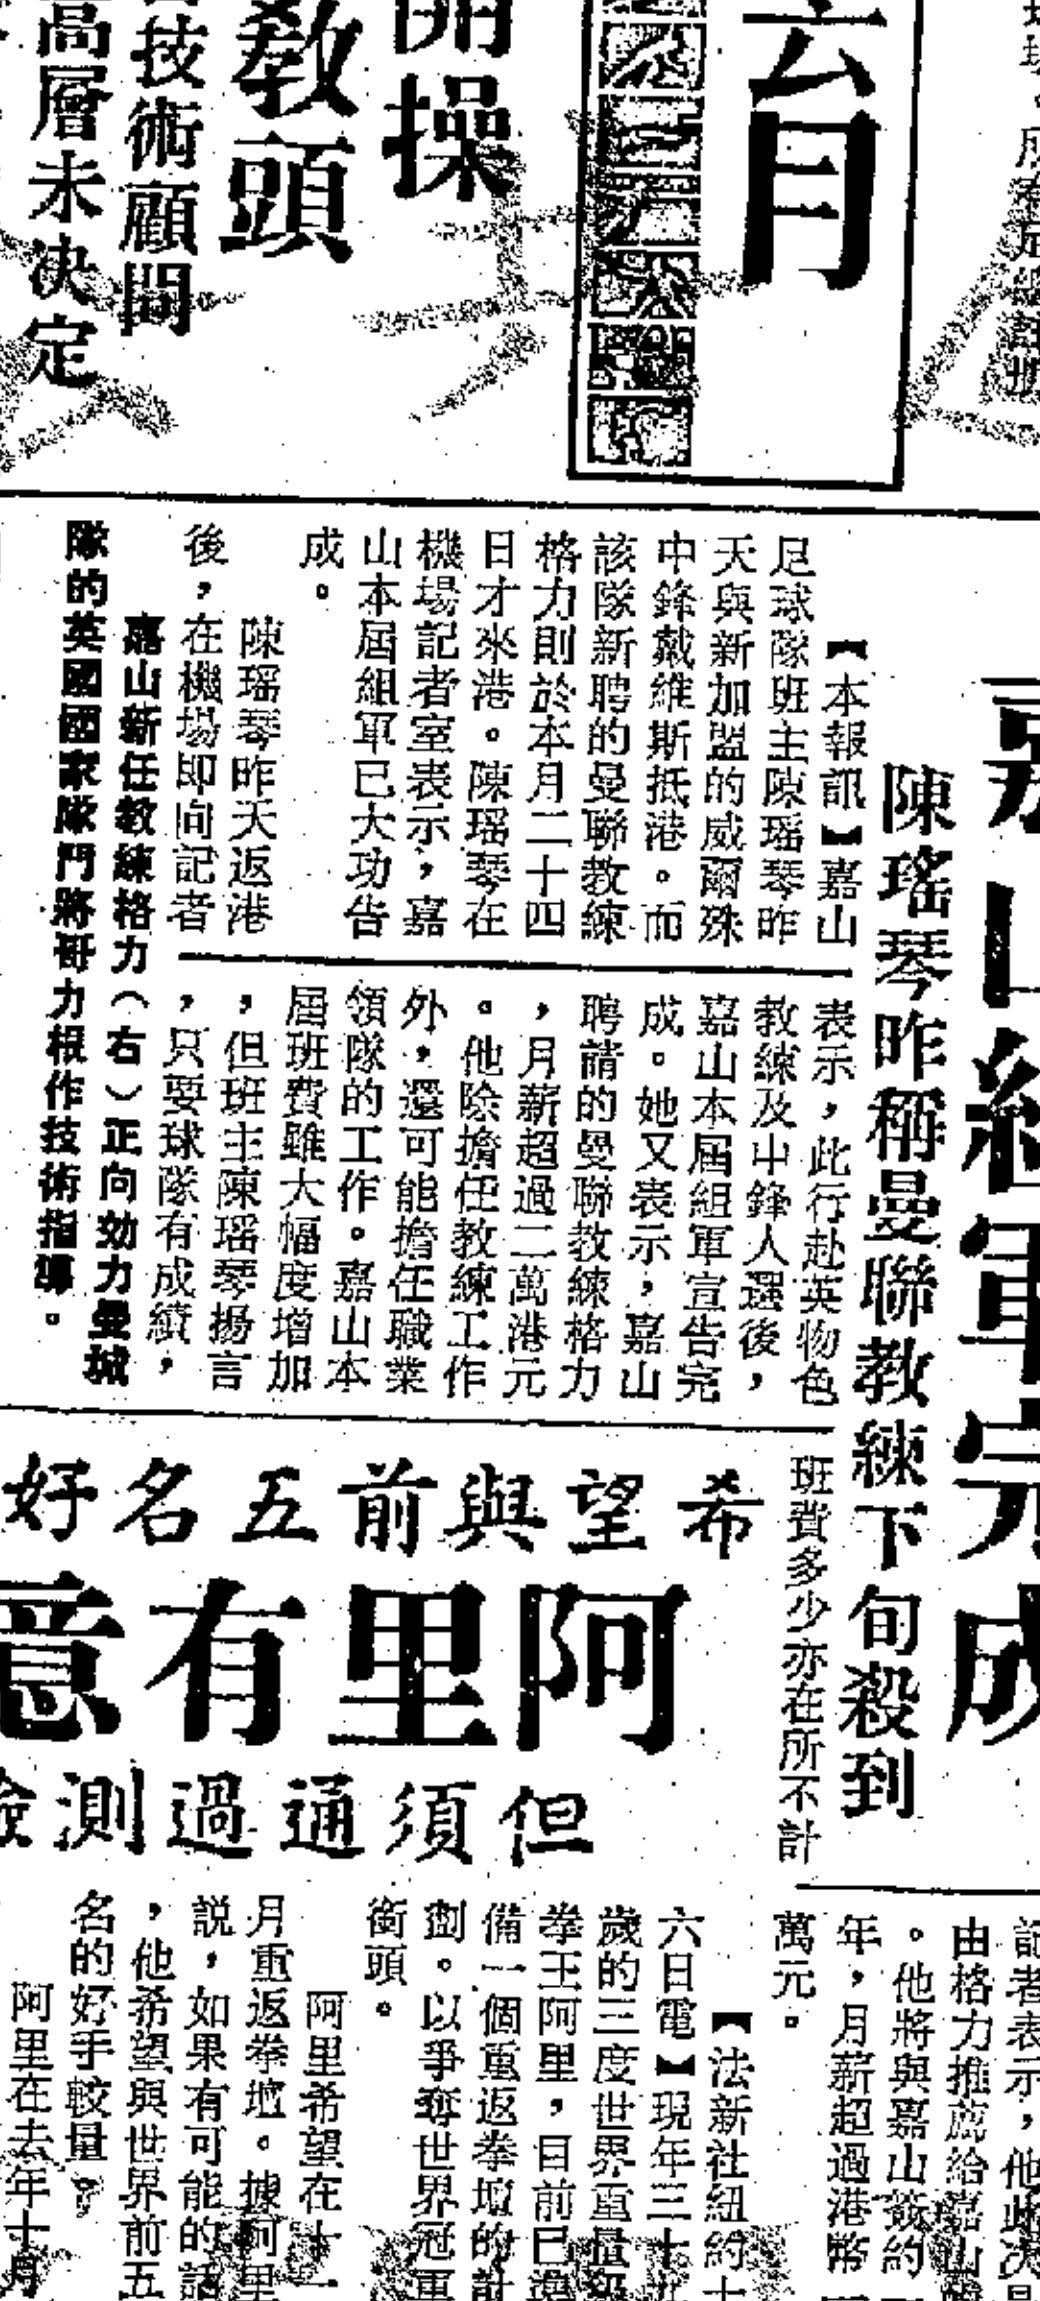 開操
教頭
技術顧問
高層未決定
嘉山組軍完成
陳瑤琴昨稱曼聯教練下旬殺到
班費多少亦在所不計
【本報訊】嘉山
足球隊班主陳瑤琴昨
天與新加盟的威爾殊
中鋒戴維斯抵港。而
該隊新聘的曼聯教練
格力則於本月二十四
日才來港。陳瑤琴在
機場記者室表示，嘉
山本屆組軍已大功告
成。
陳瑤琴昨天返港
後，在機場即向記者
表示，此行赴英物色
教練及中鋒人選後，
嘉山本屆組軍宣告完
成。她又表示，嘉山
聘請的曼聯教練格力
，月薪超過二萬港元
。他除擔任教練工作
外，還可能擔任職業
領隊的工作。嘉山本
屆班費雖大幅度增加
，但班主陳瑤琴揚言
，只要球隊有成績，
嘉山新任教練格力（右）正向効力曼城
隊的英國國家隊門將哥力根作技術指導。
記者表示，他此次
由格力推薦給嘉山
。他將與嘉山簽約
年，月薪超過港幣
萬元。
希望與前五名好
阿里有意
但須通過測
【法新社紐約十
六日電】現年三十九
歲的三度世界重量級
拳王阿里，目前已準
備一個重返拳壇的計
劃。以爭奪世界冠軍
銜頭。
阿里希望在十一
月重返拳壇。據阿里
説，如果有可能的話
，他希望與世界前五
名的好手較量。
阿里在去年十月